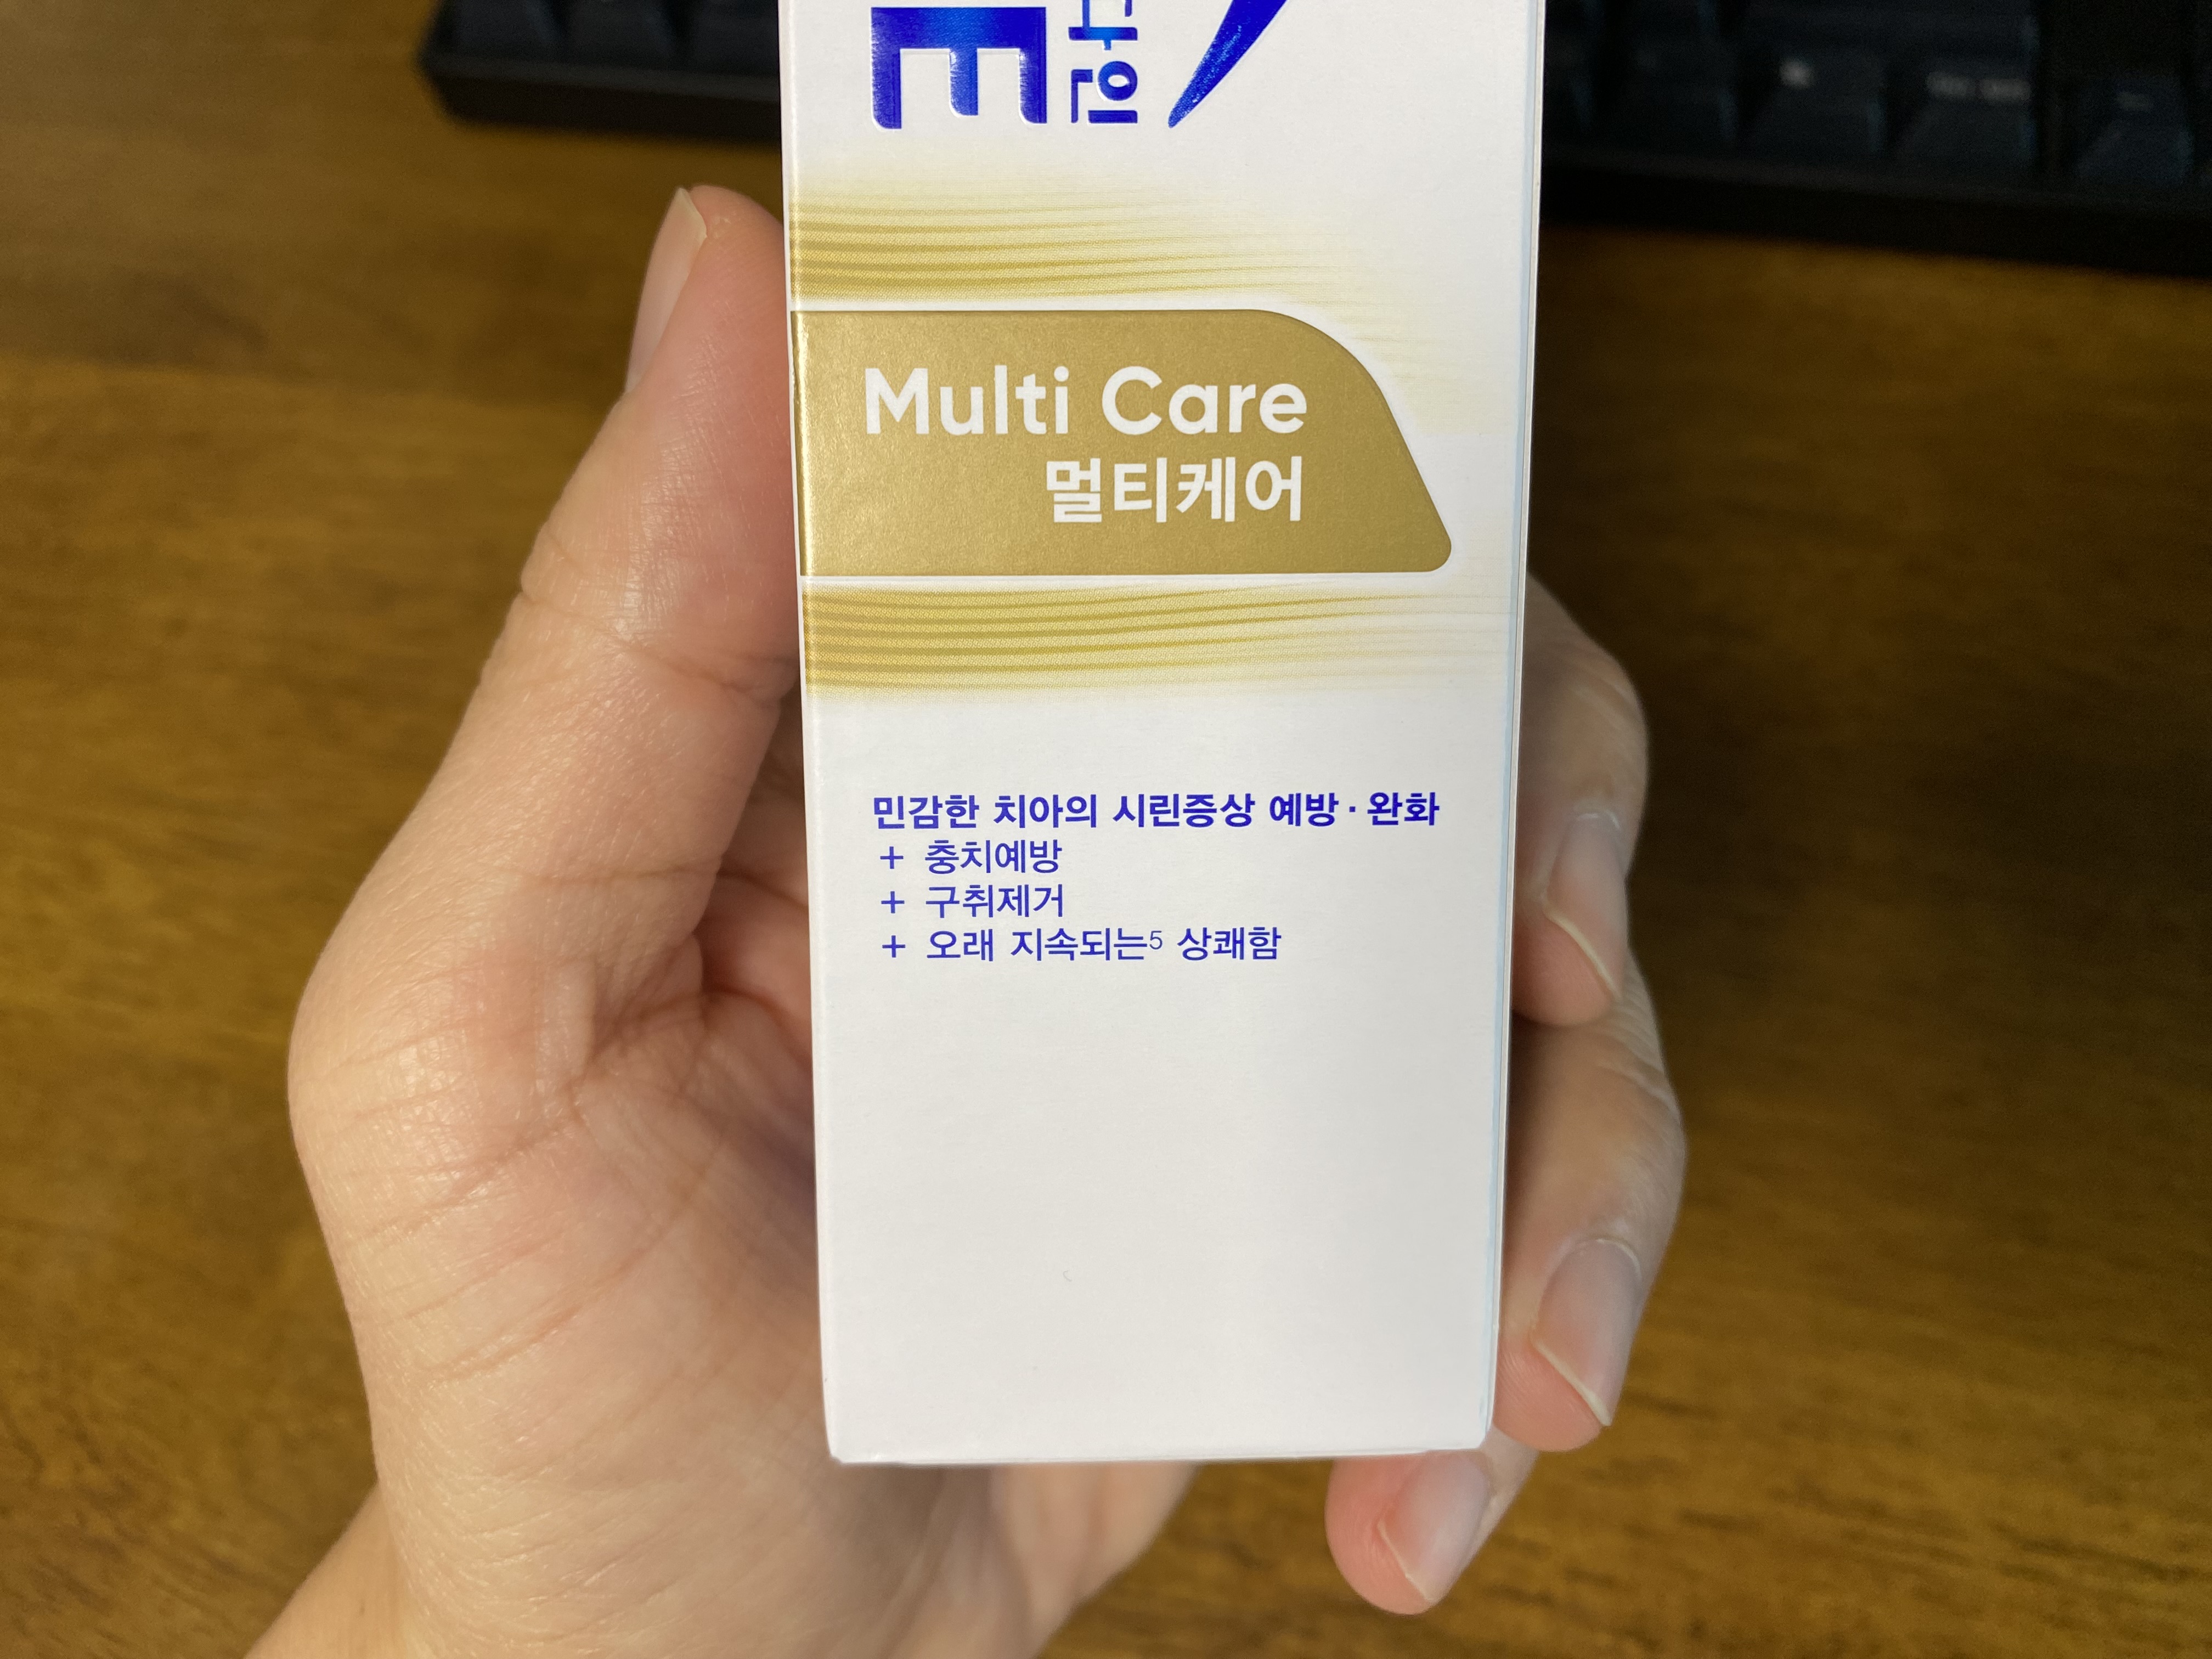 E
다인
Multi Care
멀티케어
민감한 치아의 시린증상 예방·완화
+ 충치예방
+ 구취제거
+ 오래 지속되는5 상쾌함